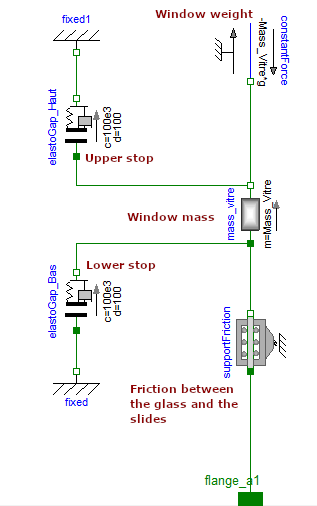 Window weight
fixed1
constantForce
-Mass_Vitre*g
elastoGap_Haut
c=100e3
d=100
Upper stop
mass_vitre
m=Mass_Vitre
Window mass
Lower stop
elastoGap_Bas
c=100e3
d=100
supportFriction
fixed
Friction between
the glass and the
slides
flange_a1